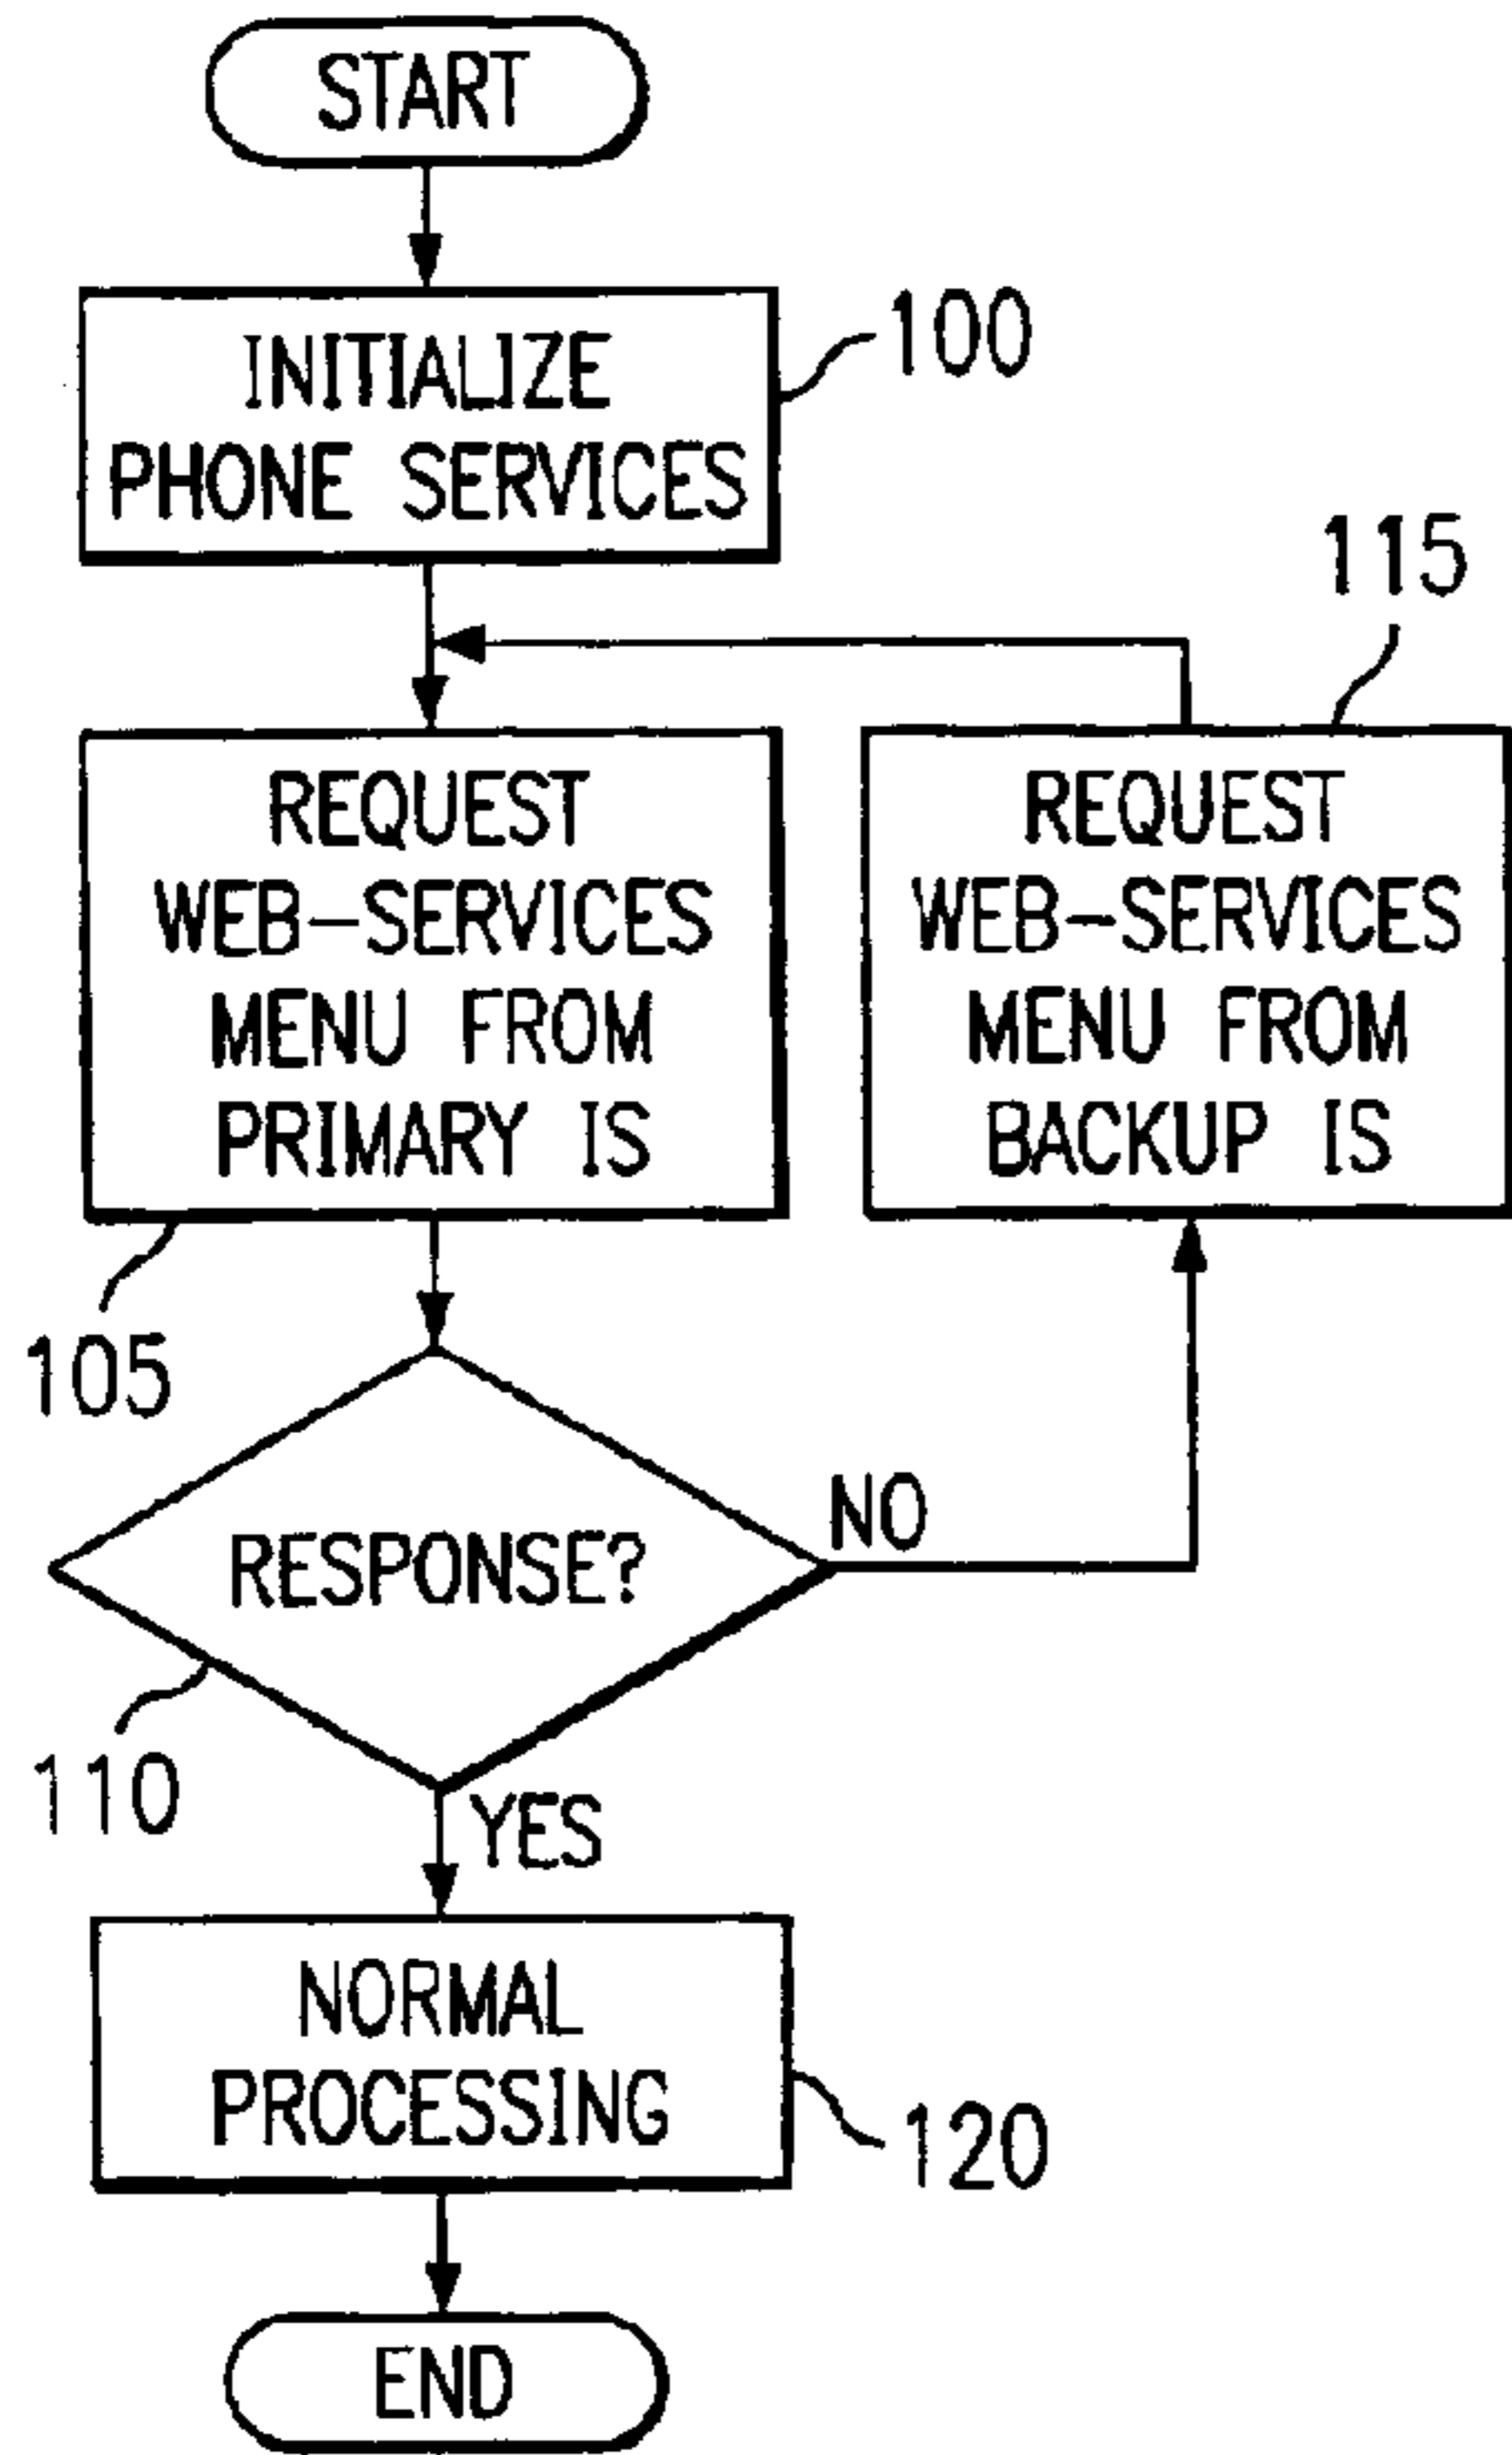 START
INITIALIZE
PHONE SERVICES
100
115
REQUEST
WEB-SERVICES
MENU FROM
PRIMARY IS
REQUEST
WEB-SERVICES
MENU FROM
BACKUP IS
105
RESPONSE?
NO
110
YES
NORMAL
PROCESSING
120
END